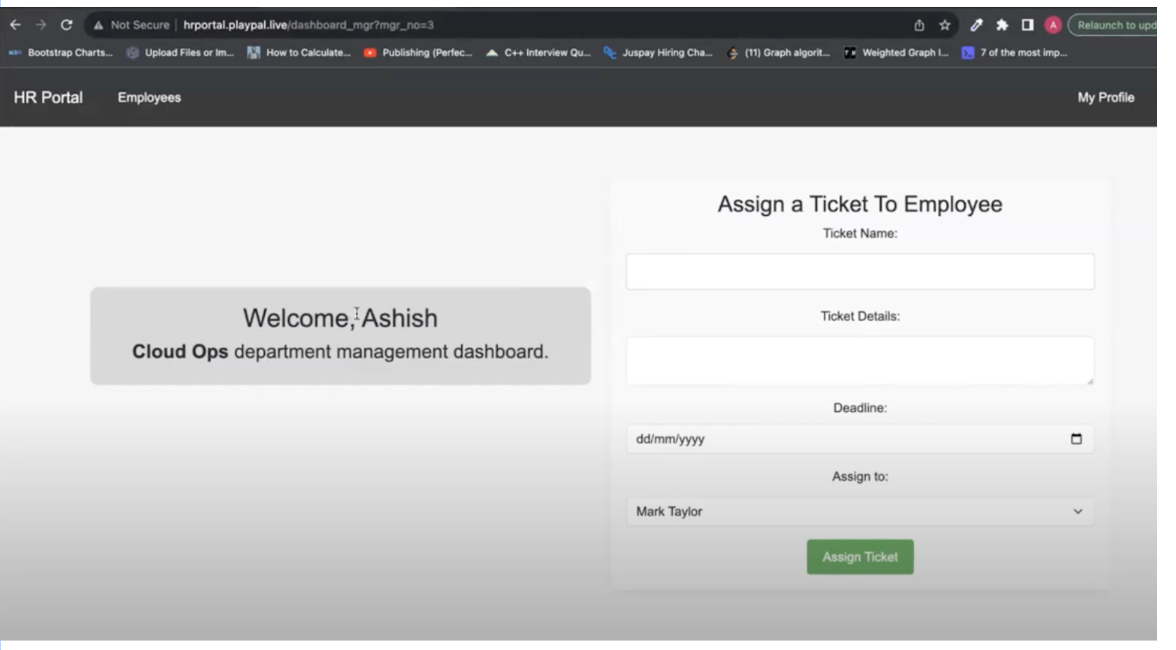 Not Secure | hrportal.playpal.live/dashboard_mgr?mgr_no=3
A
Relaunch to upd
Bootstrap Charts...
Upload Files or Im...
How to Calculate...
Publishing (Perfec...
C++ Interview Qu...
Juspay Hiring Cha...
(11) Graph algorit...
Weighted Graph I...
7 of the most imp...
HR Portal
Employees
My Profile
Welcome, Ashish
Cloud Ops department management dashboard.
Assign a Ticket To Employee
Ticket Name:
Ticket Details:
Deadline:
dd/mm/yyyy
Assign to:
Mark Taylor
Assign Ticket